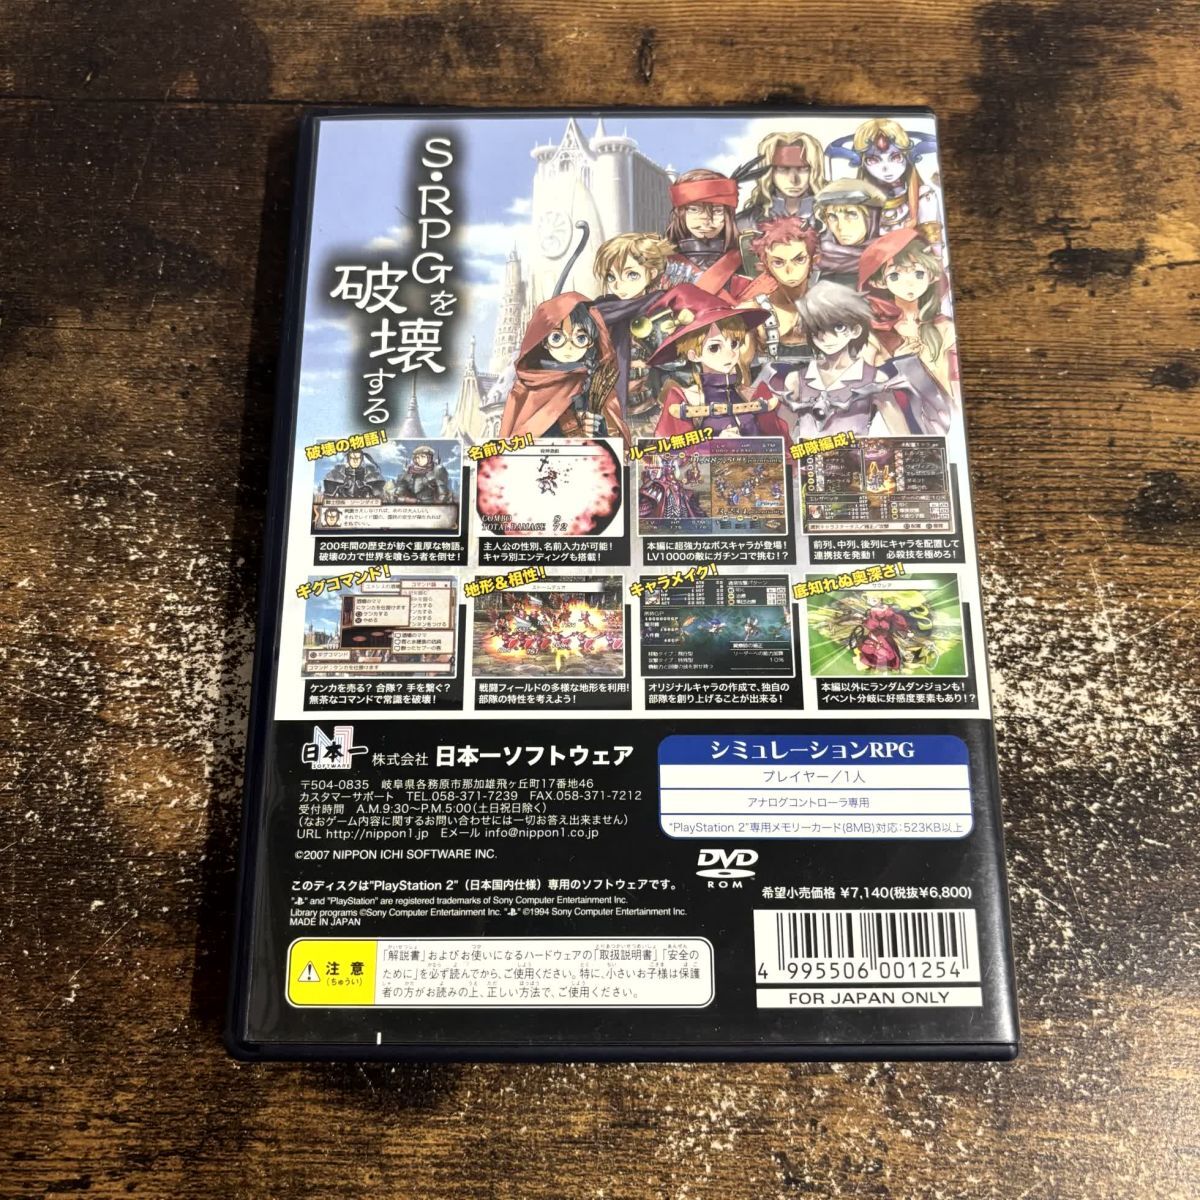 S・RPGを
破壊する
破壊の物語!
200年間の歴史が紡ぐ重厚な物語。
破壊の力で世界を喰らう者を倒せ!
名前入力!
COMBO 8
TOTAL DAMAGE 72
主人公の性別、名前入力が可能!
キャラ別エンディングも搭載!
ルール無用!?
本編に超強力なボスキャラが登場!
LV1000の敵にガチンコで挑む!?
部隊編成!
前列、中列、後列にキャラを配置して
連携技を発動! 必殺技を極めろ!
ギグコマンド!
ケンカを売る? 合隊? 手を繋ぐ?
無茶なコマンドで常識を破壊!
地形&相性!
戦闘フィールドの多様な地形を利用!
部隊の特性を考えよう!
キャラメイク!
オリジナルキャラの作成で、独自の
部隊を創り上げることが出来る!
底知れぬ奥深さ!
本編以外にランダムダンジョンも!
イベント分岐に好感度要素もあり!?
日本一
SOFTWARE
株式会社 日本一ソフトウェア
〒504-0835 岐阜県各務原市那加雄飛ヶ丘町17番地46
カスタマーサポート TEL.058-371-7239 FAX.058-371-7212
受付時間 A.M.9:30~P.M.5:00(土日祝日除く)
(なおゲーム内容に関するお問い合わせには一切お答え出来ません)
URL http://nippon1.jp Eメール info@nippon1.co.jp
©2007 NIPPON ICHI SOFTWARE INC.
シミュレーションRPG
プレイヤー/1人
アナログコントローラ専用
"PlayStation 2"専用メモリーカード(8MB)対応:523KB以上
このディスクは"PlayStation 2"(日本国内仕様)専用のソフトウェアです。
" " and "PlayStation" are registered trademarks of Sony Computer Entertainment Inc.
Library programs ©Sony Computer Entertainment Inc. " " ©1994 Sony Computer Entertainment Inc.
MADE IN JAPAN
DVD
ROM
希望小売価格 ¥7,140(税抜¥6,800)
注意
(ちゅうい)
「解説書」およびお使いになるハードウェアの「取扱説明書」「安全の
ために」を必ず読んでから、ご使用ください。特に、小さいお子様は保護
者の方がお読みの上、正しい方法で、ご使用ください。
4 995506 001254
FOR JAPAN ONLY